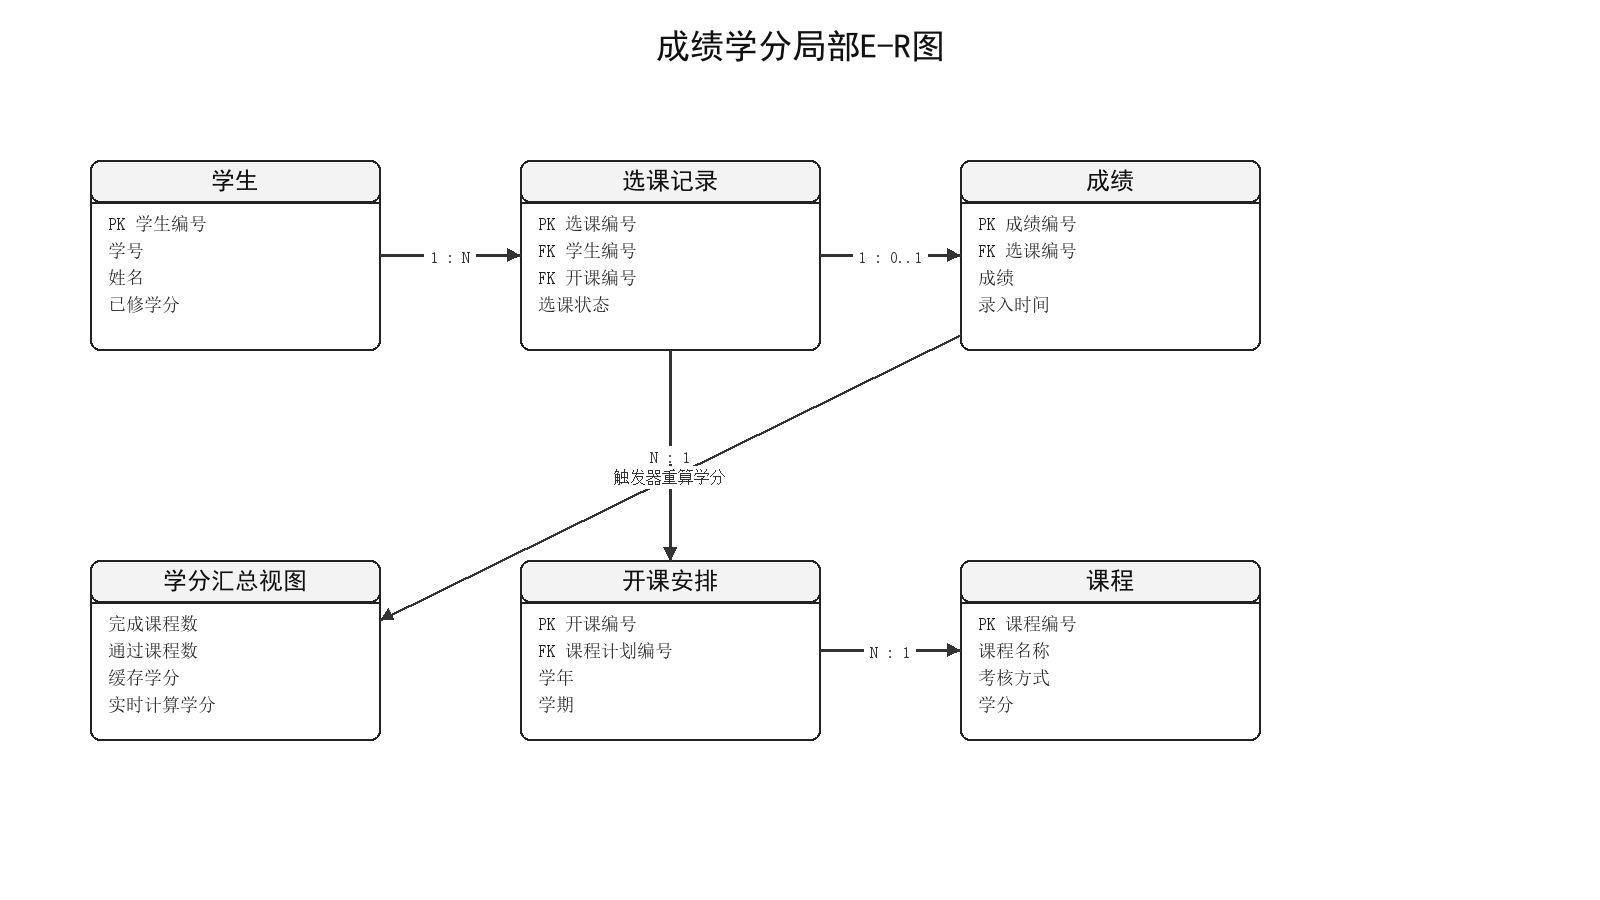 成绩学分局部E-R图
学生
PK 学生编号
学号
姓名
已修学分
1 : N
选课记录
PK 选课编号
FK 学生编号
FK 开课编号
选课状态
1 : 0..1
成绩
PK 成绩编号
FK 选课编号
成绩
录入时间
N : 1
触发器重算学分
学分汇总视图
完成课程数
通过课程数
缓存学分
实时计算学分
开课安排
PK 开课编号
FK 课程计划编号
学年
学期
N : 1
课程
PK 课程编号
课程名称
考核方式
学分